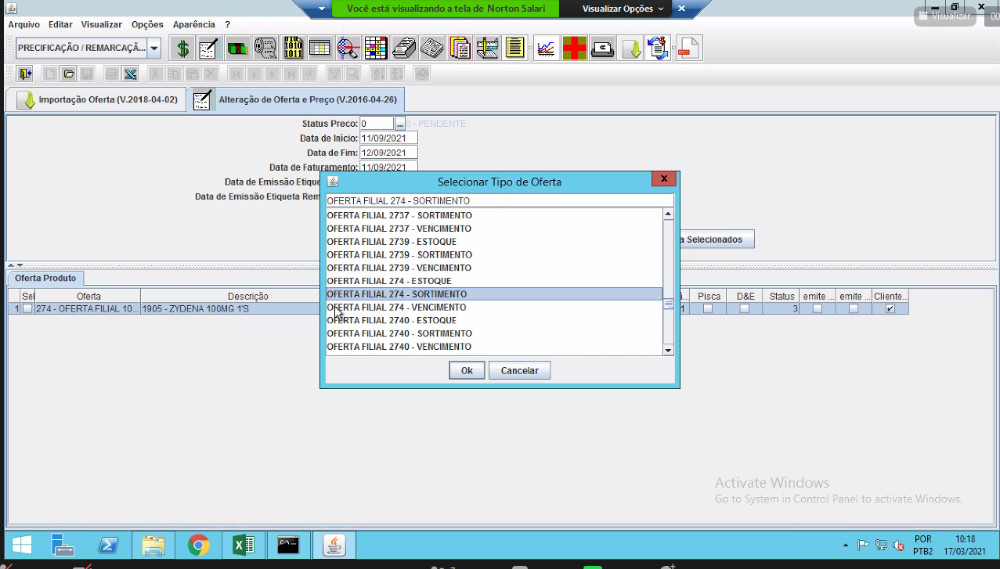 Você está visualizando a tela de Norton Salari
Visualizar Opções
Visualizar
00
Arquivo Editar Visualizar Opções Aparência ?
PRECIFICAÇÃO / REMARCAÇÃ...
Importação Oferta (V.2018-04-02)
Alteração de Oferta e Preço (V.2016-04-26)
Status Preco: 0 ... 0 - PENDENTE
Data de Início: 11/09/2021
Data de Fim: 12/09/2021
Data de Faturamento: 11/09/2021
Data de Emissão Etique
Data de Emissão Etiqueta Rem
a Selecionados
Selecionar Tipo de Oferta
x
OFERTA FILIAL 274 - SORTIMENTO
OFERTA FILIAL 2737 - SORTIMENTO
OFERTA FILIAL 2737 - VENCIMENTO
OFERTA FILIAL 2739 - ESTOQUE
OFERTA FILIAL 2739 - SORTIMENTO
OFERTA FILIAL 2739 - VENCIMENTO
OFERTA FILIAL 274 - ESTOQUE
OFERTA FILIAL 274 - SORTIMENTO
OFERTA FILIAL 274 - VENCIMENTO
OFERTA FILIAL 2740 - ESTOQUE
OFERTA FILIAL 2740 - SORTIMENTO
OFERTA FILIAL 2740 - VENCIMENTO
Ok
Cancelar
Oferta Produto
Sel Oferta Descrição Pisca D&E Status emite ... emite ... Cliente...
1 274 - OFERTA FILIAL 10... 1905 - ZYDENA 100MG 1'S 1 3
Activate Windows
Go to System in Control Panel to activate Windows.
POR
PTB2
10:18
17/03/2021